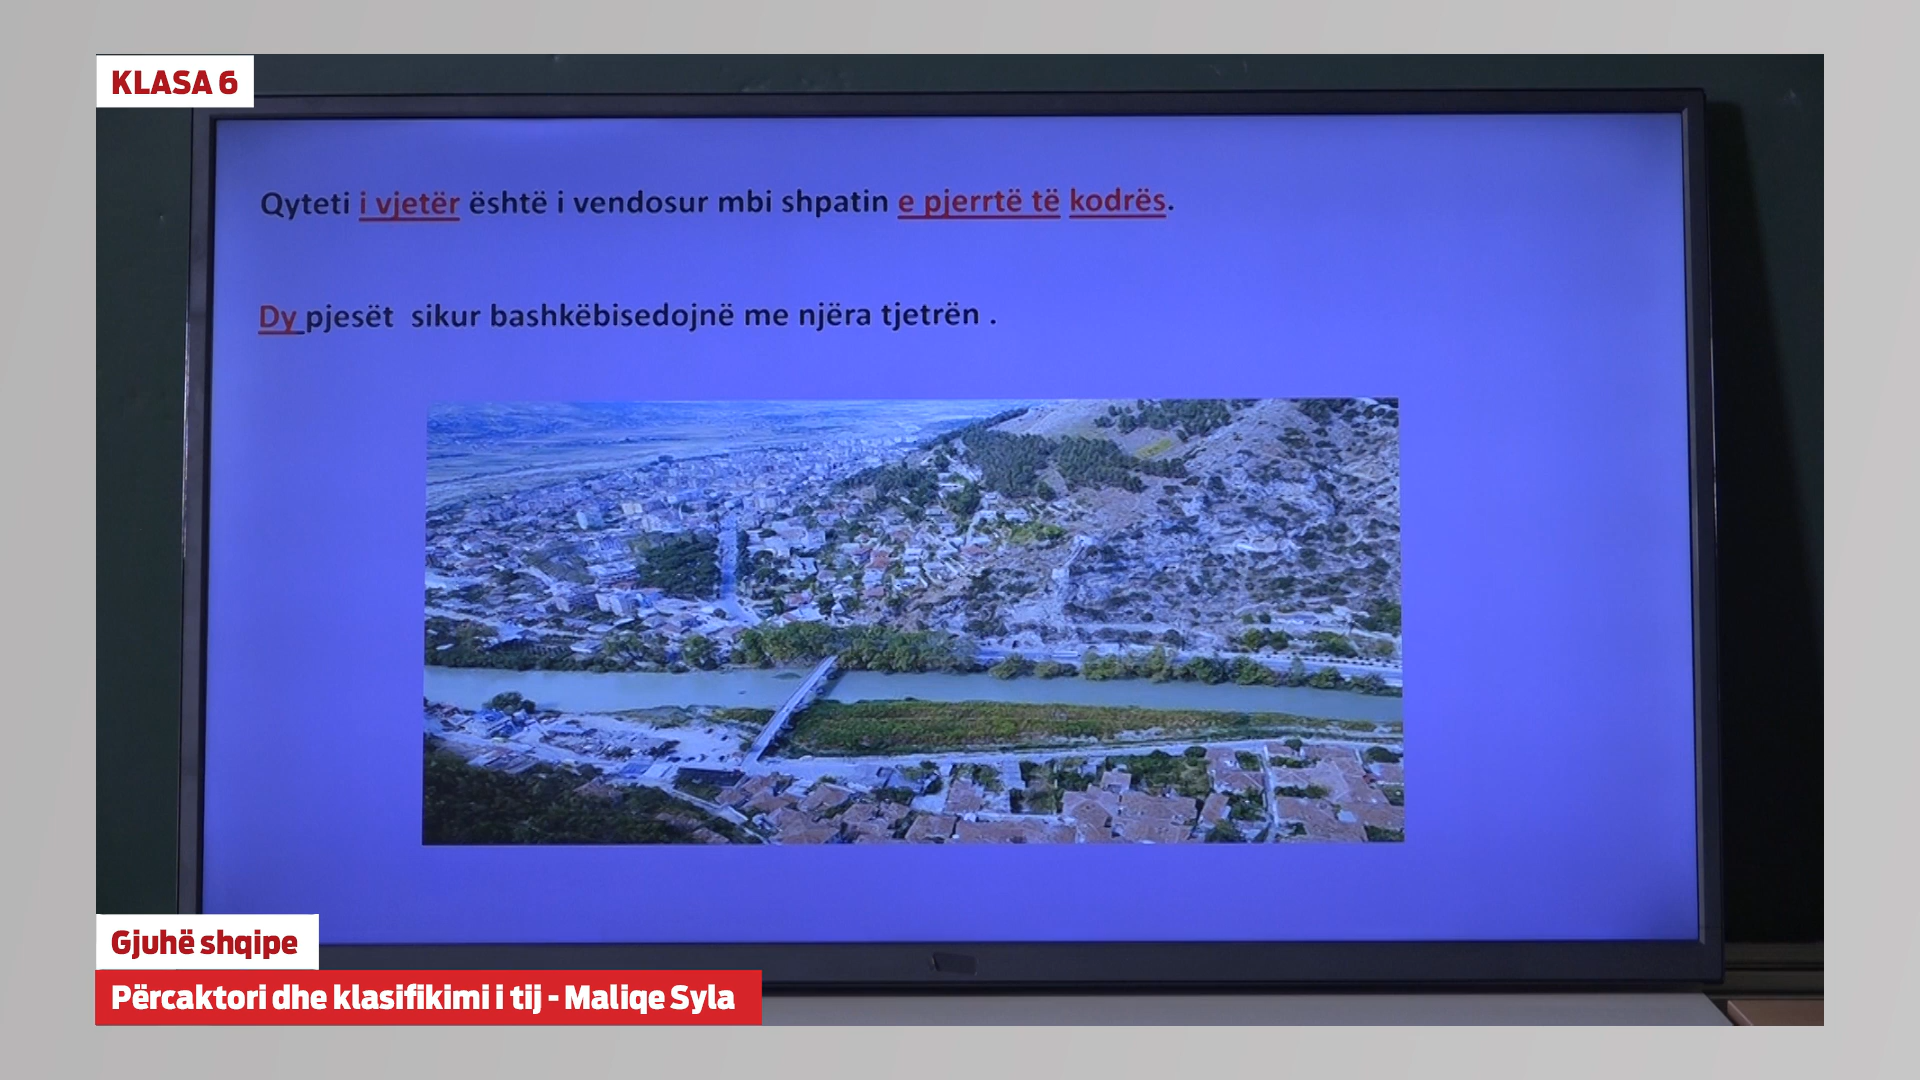 KLASA 6
Qyteti i vjetër është i vendosur mbi shpatin e pjerrtë të kodrës.
Dy pjesët sikur bashkëbisedojnë me njëra tjetrën .
Gjuhë shqipe
Përcaktori dhe klasifikimi i tij - Maliqe Syla